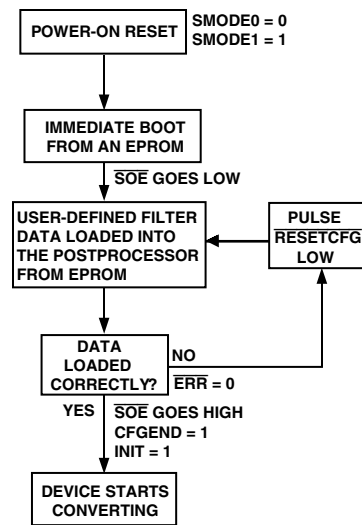 POWER-ON RESET
SMODE0 = 0
SMODE1 = 1
IMMEDIATE BOOT
FROM AN EPROM
SOE GOES LOW
USER-DEFINED FILTER
DATA LOADED INTO
THE POSTPROCESSOR
FROM EPROM
PULSE
RESETCFG
LOW
DATA
LOADED
CORRECTLY?
NO
ERR = 0
YES
SOE GOES HIGH
CFGEND = 1
INIT = 1
DEVICE STARTS
CONVERTING